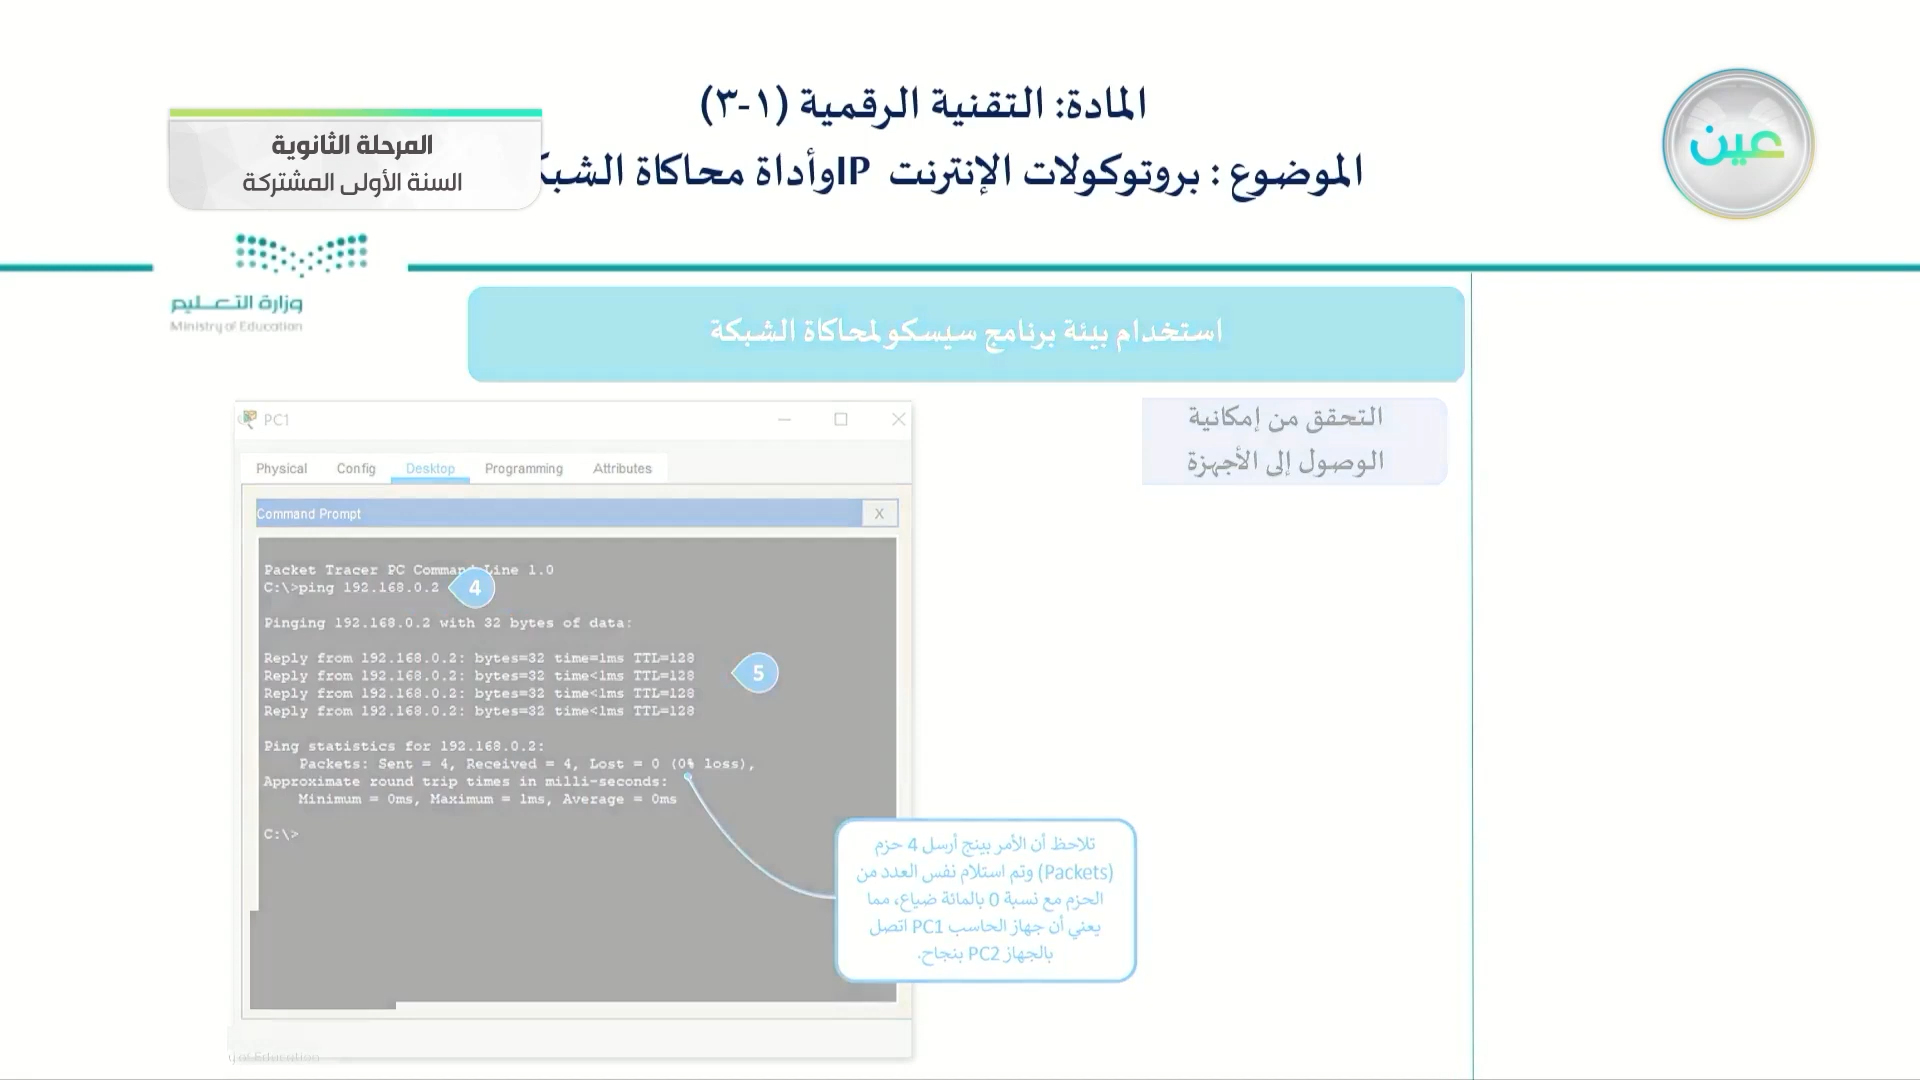 المادة: التقنية الرقمية (١-٣)
الموضوع : بروتوكولات الإنترنت IP وأداة محاكاة
المرحلة الثانوية
السنة الأولى المشتركة
عين
وزارة التعليم
Ministry of Education
استخدام بيئة برنامج سيسكو لمحاكاة الشبكة
التحقق من إمكانية
الوصول إلى الأجهزة
PC1
Physical Config Desktop Programming Attributes
Command Prompt X
Packet Tracer PC Command Line 1.0
C:\>ping 192.168.0.2
4
Pinging 192.168.0.2 with 32 bytes of data:
Reply from 192.168.0.2: bytes=32 time=1ms TTL=128
Reply from 192.168.0.2: bytes=32 time<1ms TTL=128
Reply from 192.168.0.2: bytes=32 time<1ms TTL=128
Reply from 192.168.0.2: bytes=32 time<1ms TTL=128
5
Ping statistics for 192.168.0.2:
Packets: Sent = 4, Received = 4, Lost = 0 (0% loss),
Approximate round trip times in milli-seconds:
Minimum = 0ms, Maximum = 1ms, Average = 0ms
C:\>
تلاحظ أن الأمر بينج أرسل 4 حزم
(Packets) وتم استلام نفس العدد من
الحزم مع نسبة 0 بالمائة ضياع، مما
يعني أن جهاز الحاسب PC1 اتصل
بالجهاز PC2 بنجاح.
of Education